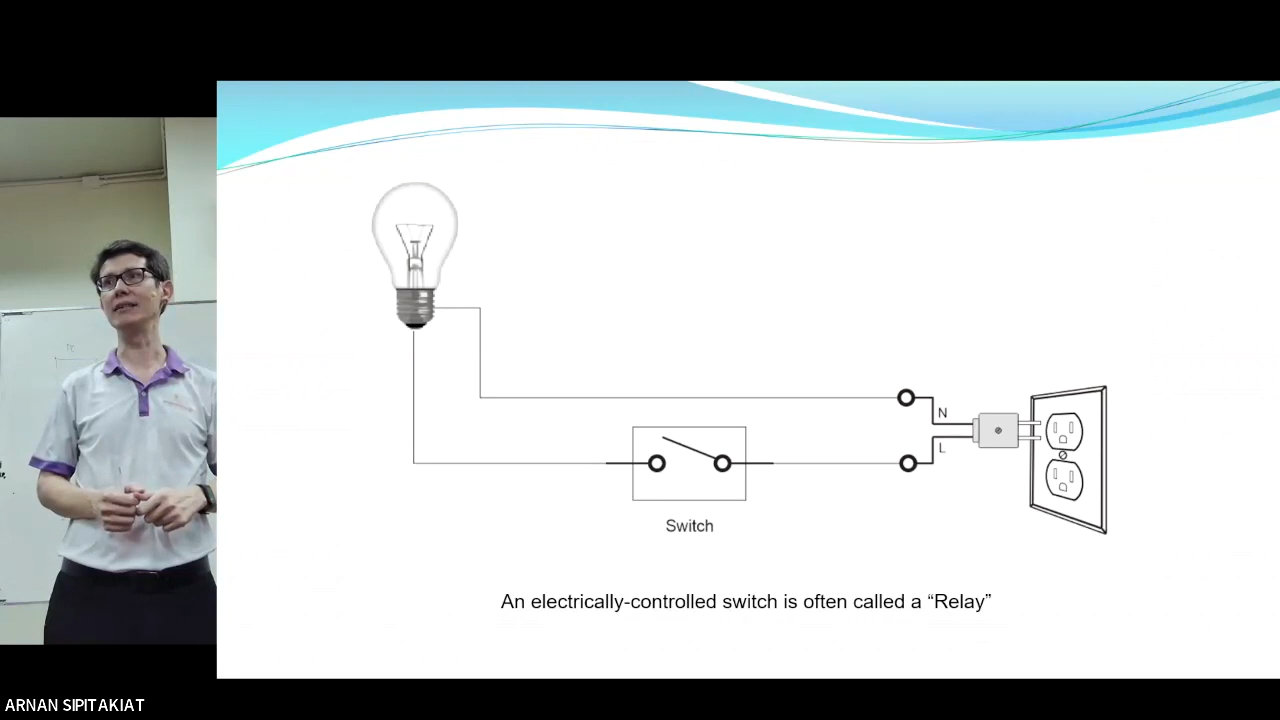 N
L
Switch
An electrically-controlled switch is often called a “Relay”
ARNAN SIPITAKIAT